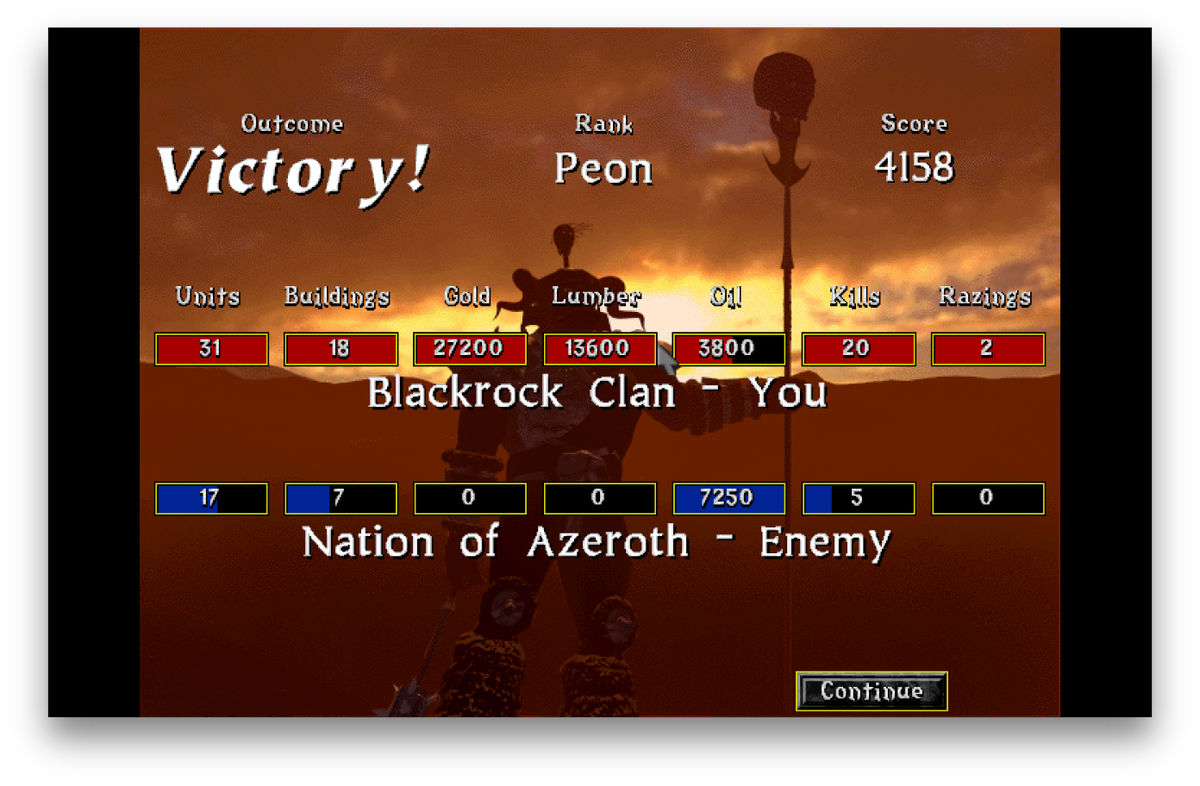 Outcome Rank Score
Victory! Peon 4158
Units Buildings Gold Lumber Oil Kills Razings
31 18 27200 13600 3800 20 2
Blackrock Clan - You
17 7 0 0 7250 5 0
Nation of Azeroth - Enemy
Continue